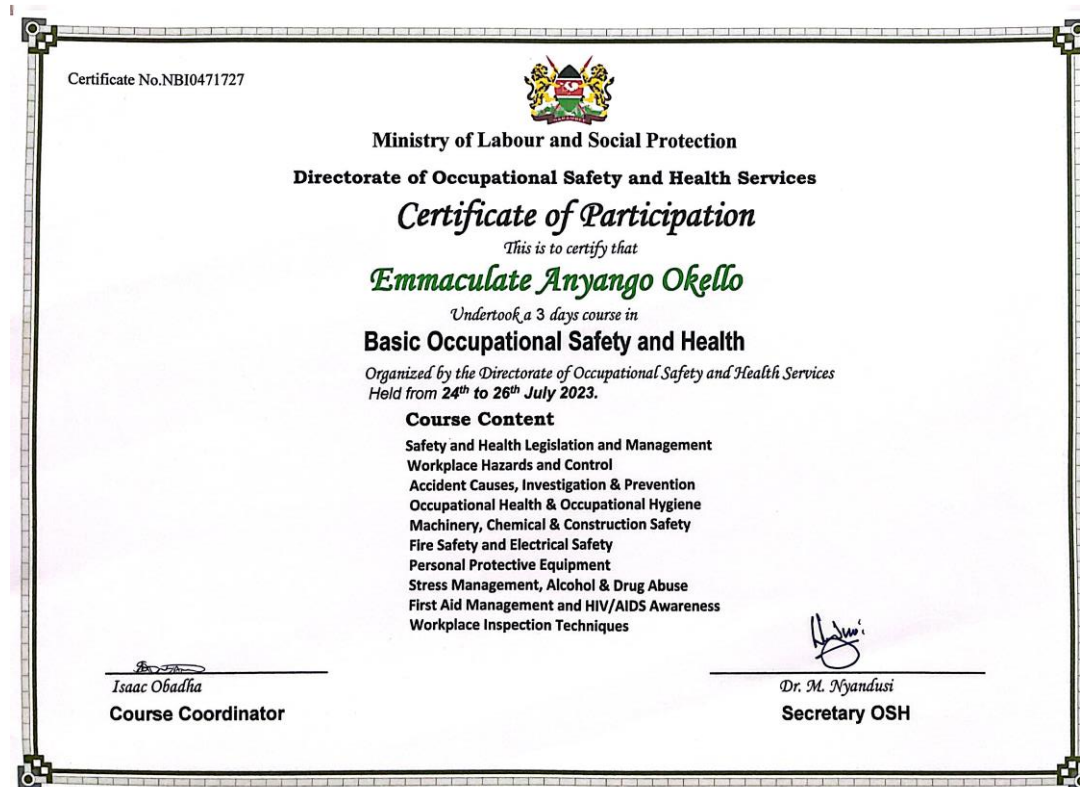 Certificate No.NBI0471727
Ministry of Labour and Social Protection
Directorate of Occupational Safety and Health Services
Certificate of Participation
This is to certify that
Emmaculate Anyango Okello
Undertook a 3 days course in
Basic Occupational Safety and Health
Organized by the Directorate of Occupational Safety and Health Services
Held from 24th to 26th July 2023.
Course Content
Safety and Health Legislation and Management
Workplace Hazards and Control
Accident Causes, Investigation & Prevention
Occupational Health & Occupational Hygiene
Machinery, Chemical & Construction Safety
Fire Safety and Electrical Safety
Personal Protective Equipment
Stress Management, Alcohol & Drug Abuse
First Aid Management and HIV/AIDS Awareness
Workplace Inspection Techniques
Isaac Obadha
Course Coordinator
Dr. M. Nyandusi
Secretary OSH